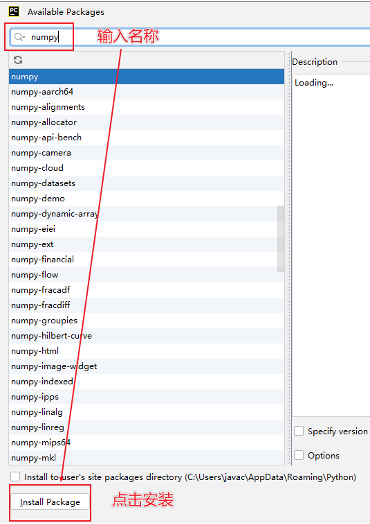 PC Available Packages
numpy
输入名称
numpy
numpy-aarch64
numpy-alignments
numpy-allocator
numpy-api-bench
numpy-camera
numpy-cloud
numpy-datasets
numpy-demo
numpy-dynamic-array
numpy-eiei
numpy-ext
numpy-financial
numpy-flow
numpy-fracadf
numpy-fracdiff
numpy-groupies
numpy-hilbert-curve
numpy-html
numpy-image-widget
numpy-indexed
numpy-ipps
numpy-linalg
numpy-linreg
numpy-mips64
numpy-mkl
Description
Loading...
Specify version
Options
Install to user's site packages directory (C:\Users\javac\AppData\Roaming\Python)
Install Package
点击安装